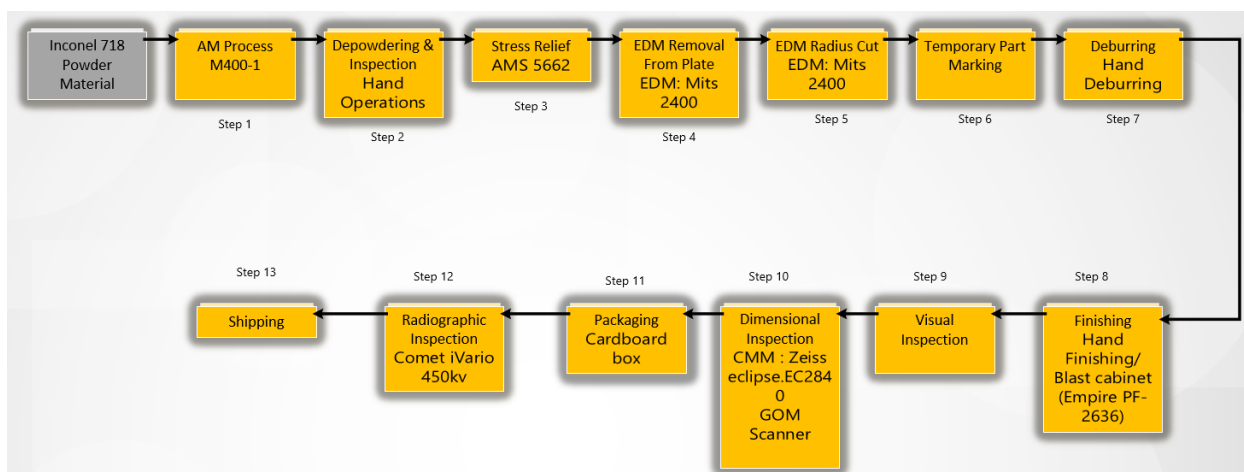 Inconel 718
Powder
Material
AM Process
M400-1
Step 1
Depowdering &
Inspection
Hand
Operations
Step 2
Stress Relief
AMS 5662
Step 3
EDM Removal
From Plate
EDM: Mits
2400
Step 4
EDM Radius Cut
EDM: Mits
2400
Step 5
Temporary Part
Marking
Step 6
Deburring
Hand
Deburring
Step 7
Step 8
Finishing
Hand
Finishing/
Blast cabinet
(Empire PF-
2636)
Step 9
Visual
Inspection
Step 10
Dimensional
Inspection
CMM : Zeiss
eclipse.EC284
0
GOM
Scanner
Step 11
Packaging
Cardboard
box
Step 12
Radiographic
Inspection
Comet iVario
450kv
Step 13
Shipping